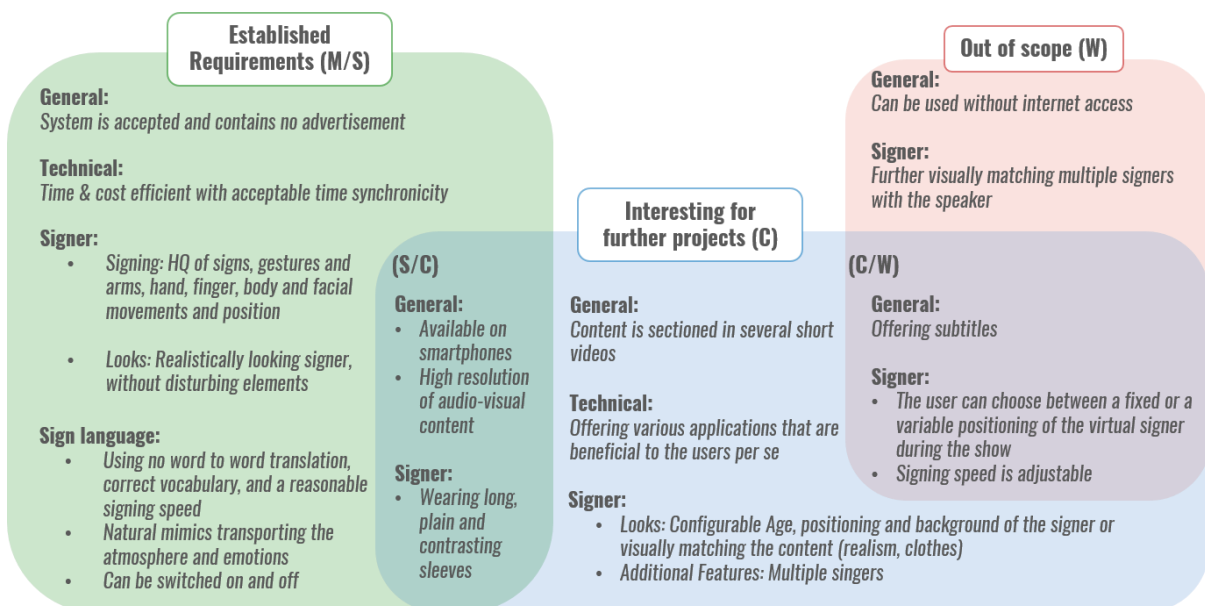 Established
Requirements (M/S)
General:
System is accepted and contains no advertisement
Technical:
Time & cost efficient with acceptable time synchronicity
Signer:
• Signing: HQ of signs, gestures and
arms, hand, finger, body and facial
movements and position
• Looks: Realistically looking signer,
without disturbing elements
Sign language:
• Using no word to word translation,
correct vocabulary, and a reasonable
signing speed
• Natural mimics transporting the
atmosphere and emotions
• Can be switched on and off
(S/C)
General:
• Available on
smartphones
• High resolution
of audio-visual
content
Signer:
• Wearing long,
plain and
contrasting
sleeves
Interesting for
further projects (C)
General:
Content is sectioned in several short
videos
Technical:
Offering various applications that are
beneficial to the users per se
Signer:
• Looks: Configurable Age, positioning and background of the signer or
visually matching the content (realism, clothes)
• Additional Features: Multiple singers
Out of scope (W)
General:
Can be used without internet access
Signer:
Further visually matching multiple signers
with the speaker
(C/W)
General:
Offering subtitles
Signer:
• The user can choose between a fixed or a
variable positioning of the virtual signer
during the show
• Signing speed is adjustable